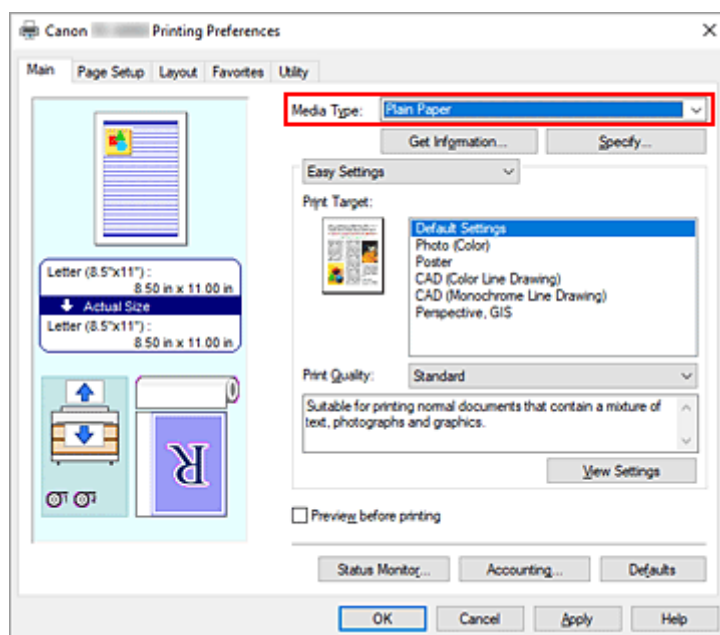 Canon Printing Preferences
Main Page Setup Layout Favorites Utility
Media Type: Plain Paper
Get Information... Specify...
Easy Settings
Print Target:
Default Settings
Photo (Color)
Poster
CAD (Color Line Drawing)
CAD (Monochrome Line Drawing)
Perspective, GIS
Letter (8.5"x11") :
8.50 in x 11.00 in
Actual Size
Letter (8.5"x11") :
8.50 in x 11.00 in
Print Quality: Standard
Suitable for printing normal documents that contain a mixture of
text, photographs and graphics.
R
View Settings
Preview before printing
Status Monitor... Accounting... Defaults
OK Cancel Apply Help